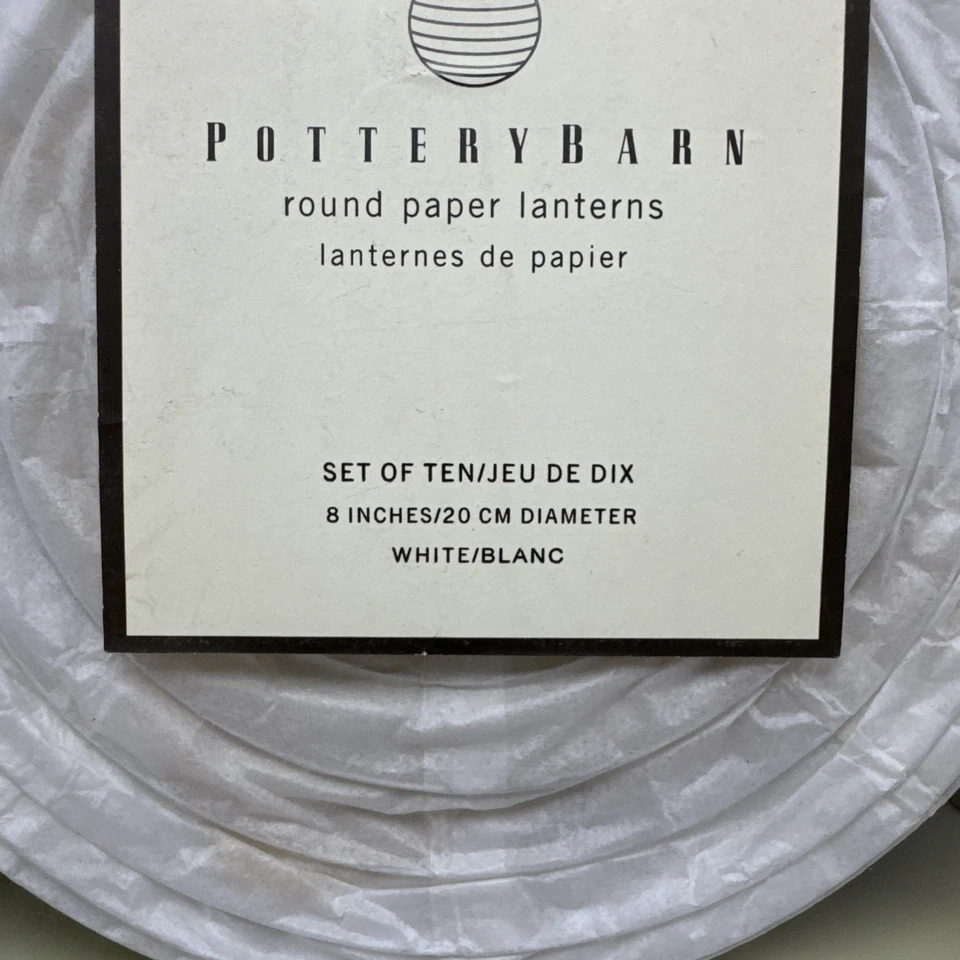 POTTERYBARN
round paper lanterns
lanternes de papier
SET OF TEN/JEU DE DIX
8 INCHES/20 CM DIAMETER
WHITE/BLANC